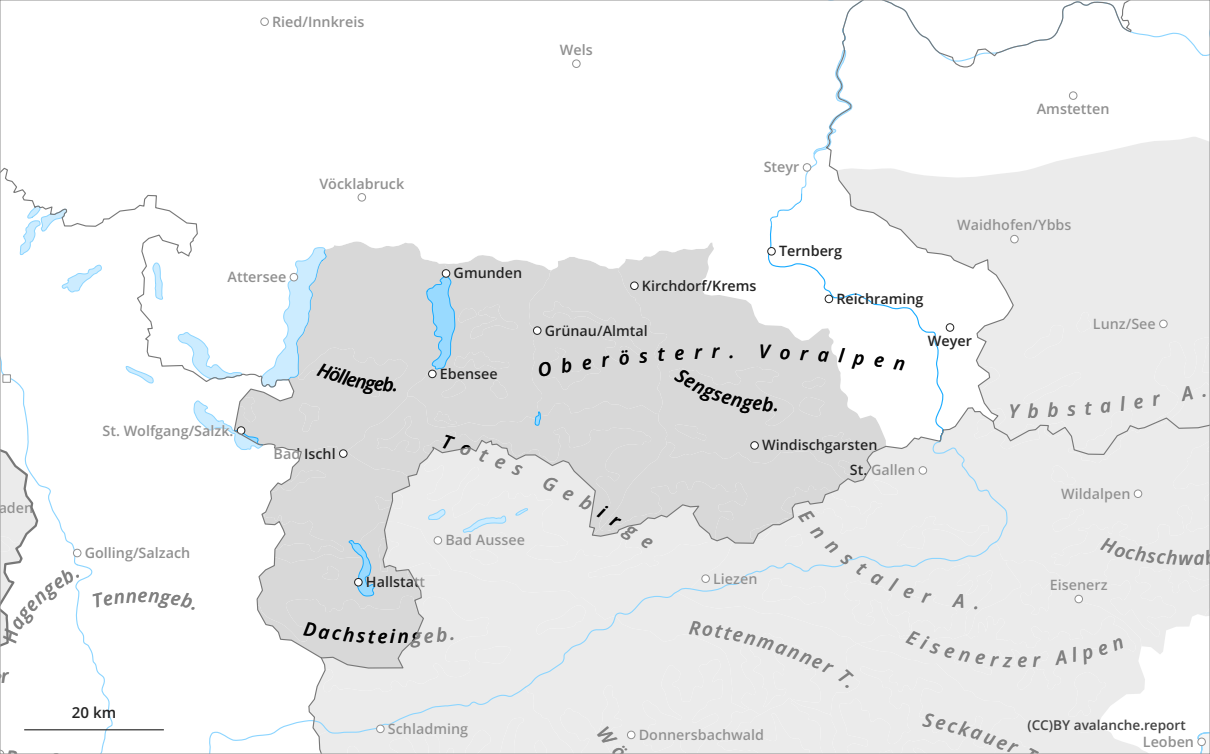 Ried/Innkreis
Wels
Amstetten
Steyr
Vöcklabruck
Waidhofen/Ybbs
Ternberg
Attersee
Gmunden
Kirchdorf/Krems
Reichraming
Lunz/See
Grünau/Almtal
Weyer
Oberösterr. Voralpen
Höllengeb.
Ebensee
Sengsengeb.
Ybbstaler A.
St. Wolfgang/Salzk.
Totes Gebirge
Windischgarsten
Bad Ischl
St. Gallen
Wildalpen
aden
Ennstaler A.
Bad Aussee
Golling/Salzach
Hochschwab
Hallstatt
Liezen
Eisenerz
Hagengeb.
Tennengeb.
Dachsteingeb.
Rottenmanner T.
Eisenerzer Alpen
20 km
Schladming
Donnersbachwald
Seckauer T
(CC)BY avalanche.report
Leoben
Wö